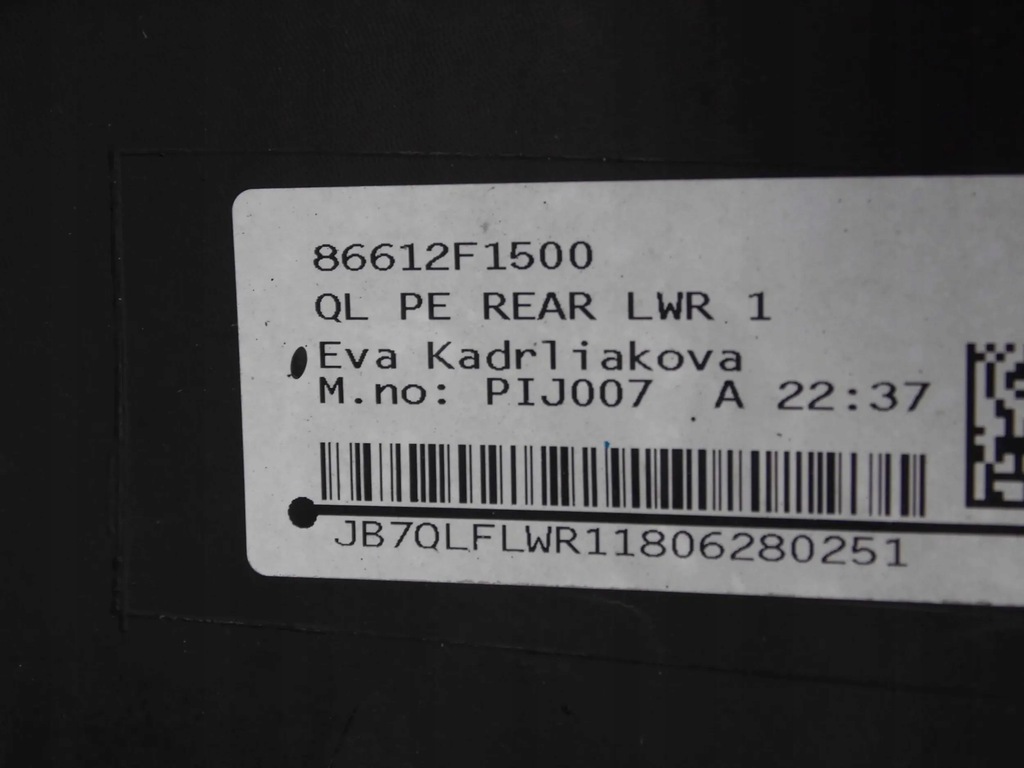 86612F1500
QL PE REAR LWR 1
Eva Kadrliakova
M.no: PIJ007 A 22:37
JB7QLFLWR11806280251